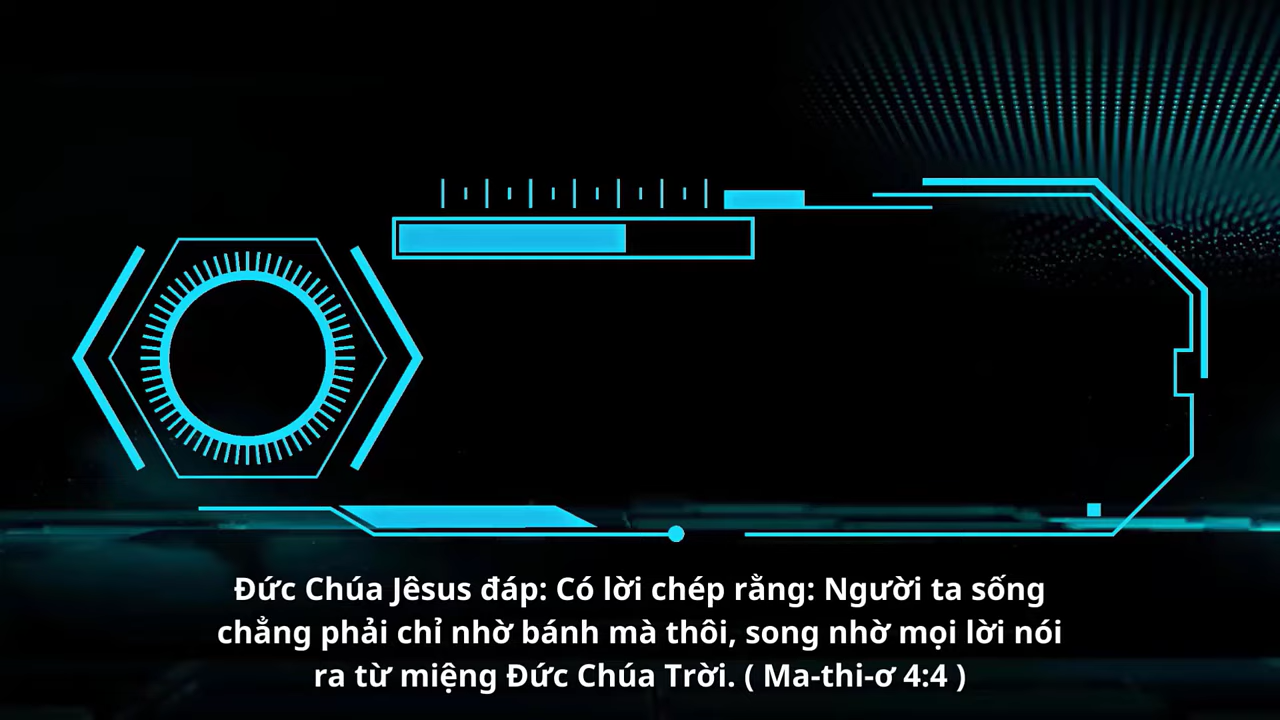 Đức Chúa Jêsus đáp: Có lời chép rằng: Người ta sống
chẳng phải chỉ nhờ bánh mà thôi, song nhờ mọi lời nói
ra từ miệng Đức Chúa Trời. ( Ma-thi-ơ 4:4 )